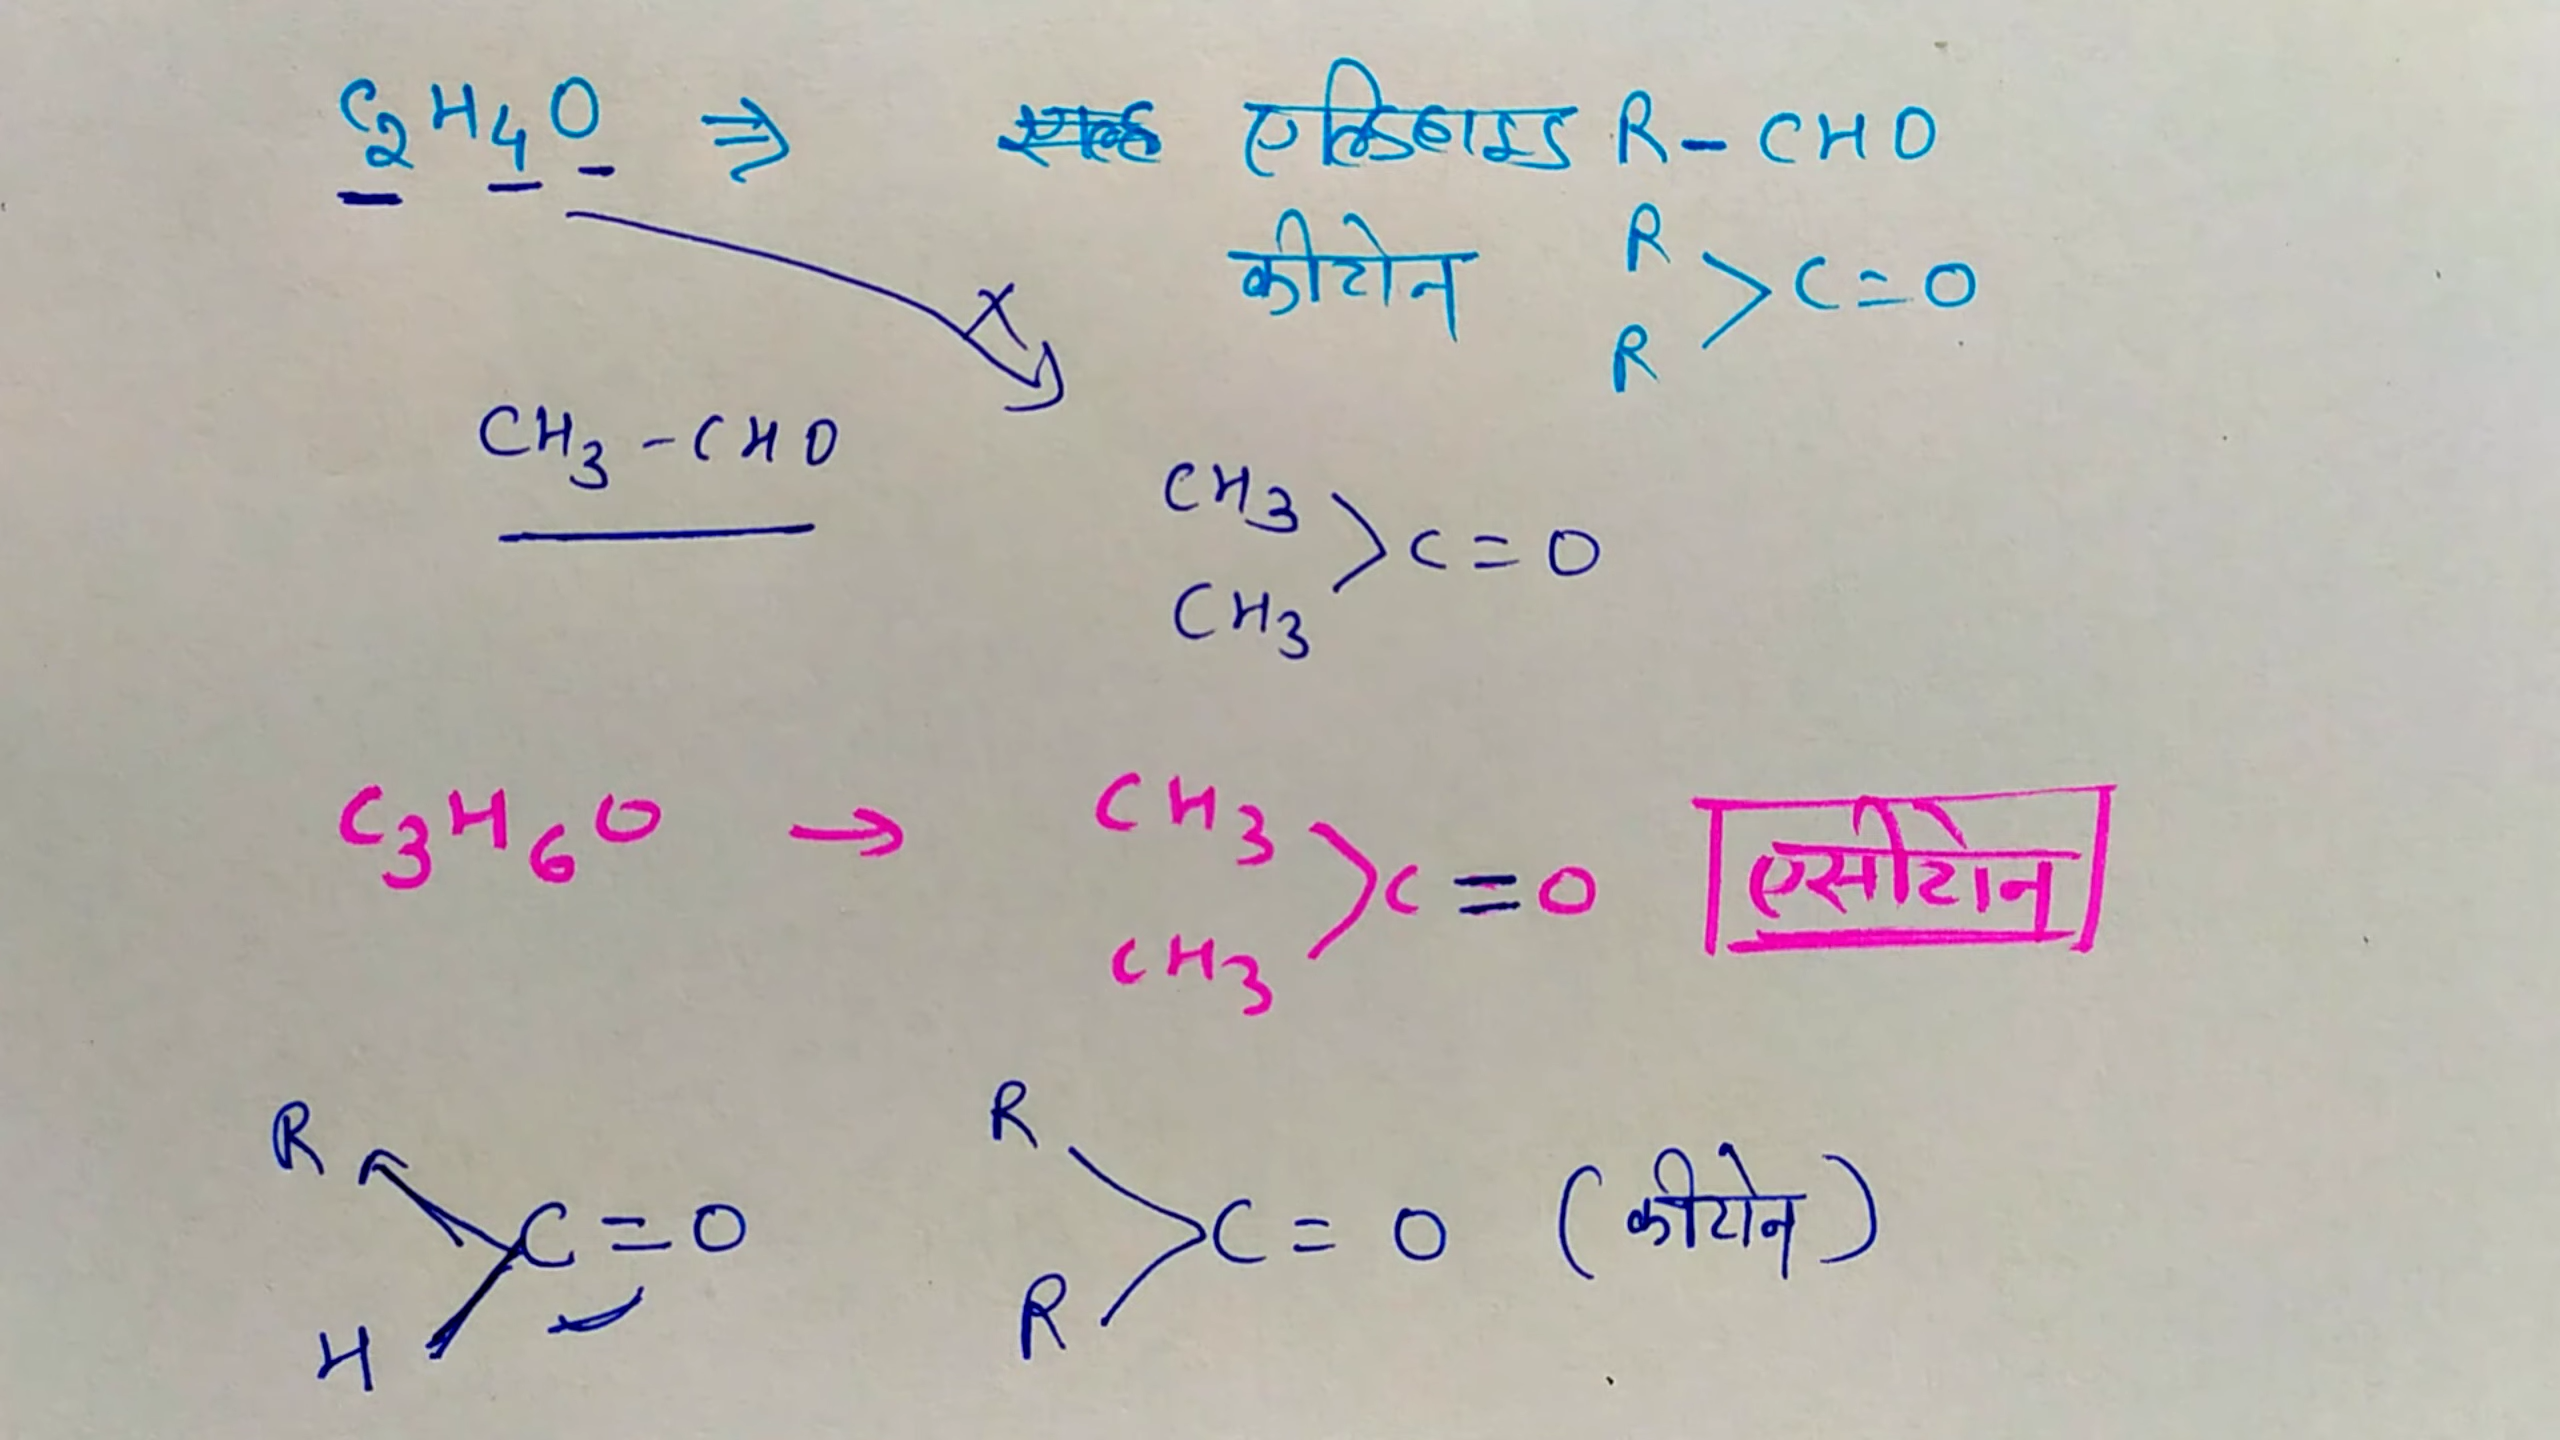 C2H4O ⇒ एल्डिहाइड R-CHO
कीटोन R R >C=O
x
CH3-CHO
CH3 CH3 >C=O
C3H6O → CH3 CH3 >C=O एसीटोन
R H >C=O R R >C=O (कीटोन)